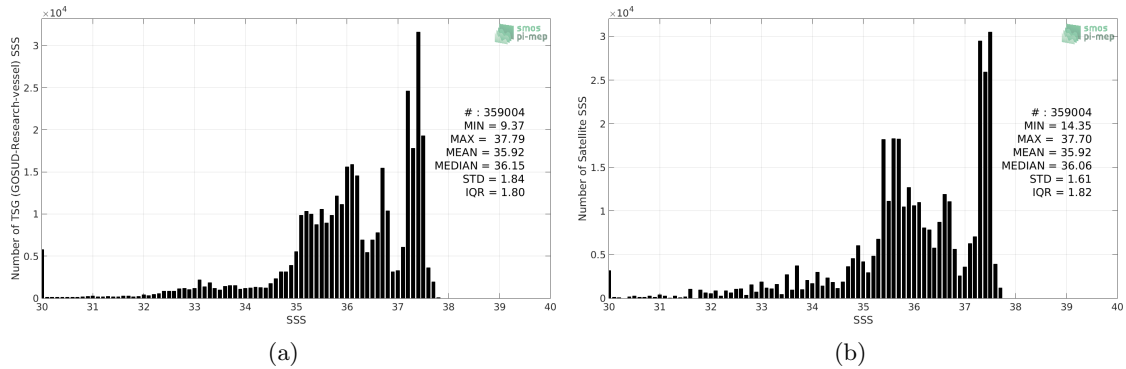 ×10⁴
3
2.5
2
1.5
1
0.5
0
Number of TSG (GOSUD-Research-vessel) SSS
smos
pi-mep
# : 359004
MIN = 9.37
MAX = 37.79
MEAN = 35.92
MEDIAN = 36.15
STD = 1.84
IQR = 1.80
30 31 32 33 34 35 36 37 38 39 40
SSS
(a)
×10⁴
3
2.5
2
1.5
1
0.5
0
Number of Satellite SSS
smos
pi-mep
# : 359004
MIN = 14.35
MAX = 37.70
MEAN = 35.92
MEDIAN = 36.06
STD = 1.61
IQR = 1.82
30 31 32 33 34 35 36 37 38 39 40
SSS
(b)